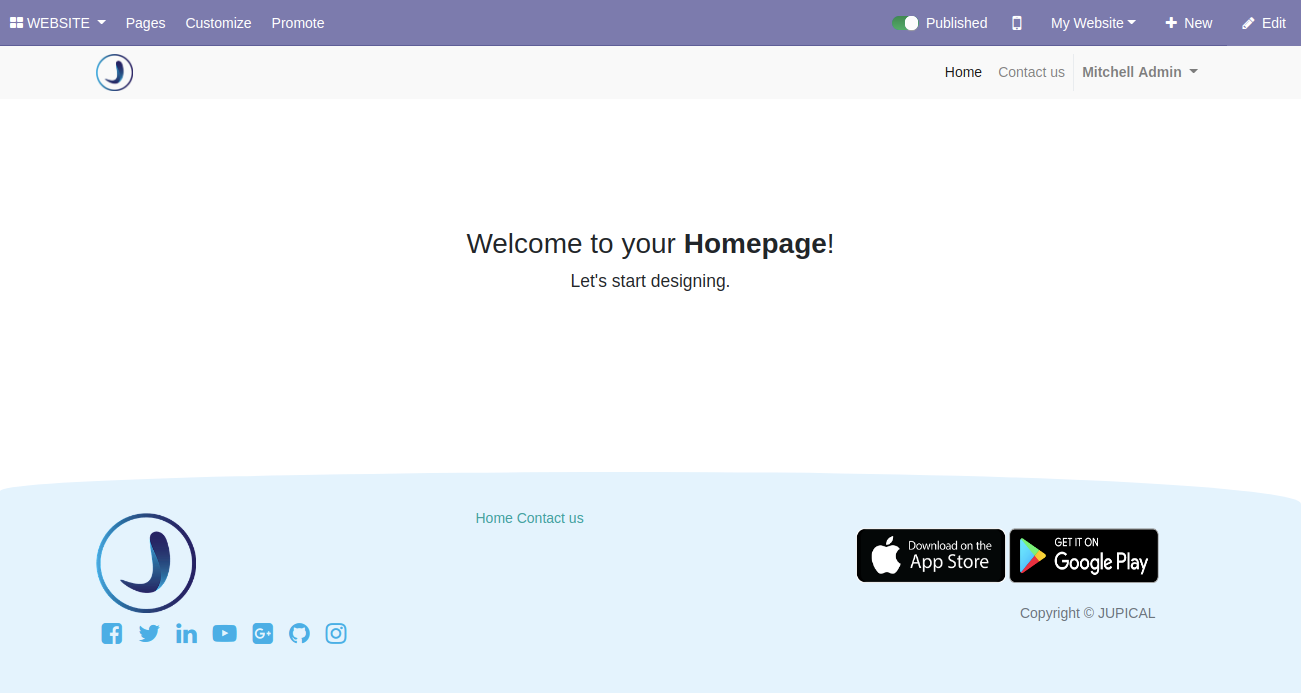 WEBSITE Pages Customize Promote Published My Website New Edit
Home Contact us Mitchell Admin
Welcome to your Homepage!
Let's start designing.
Home Contact us
Download on the
App Store
GET IT ON
Google Play
Copyright © JUPICAL